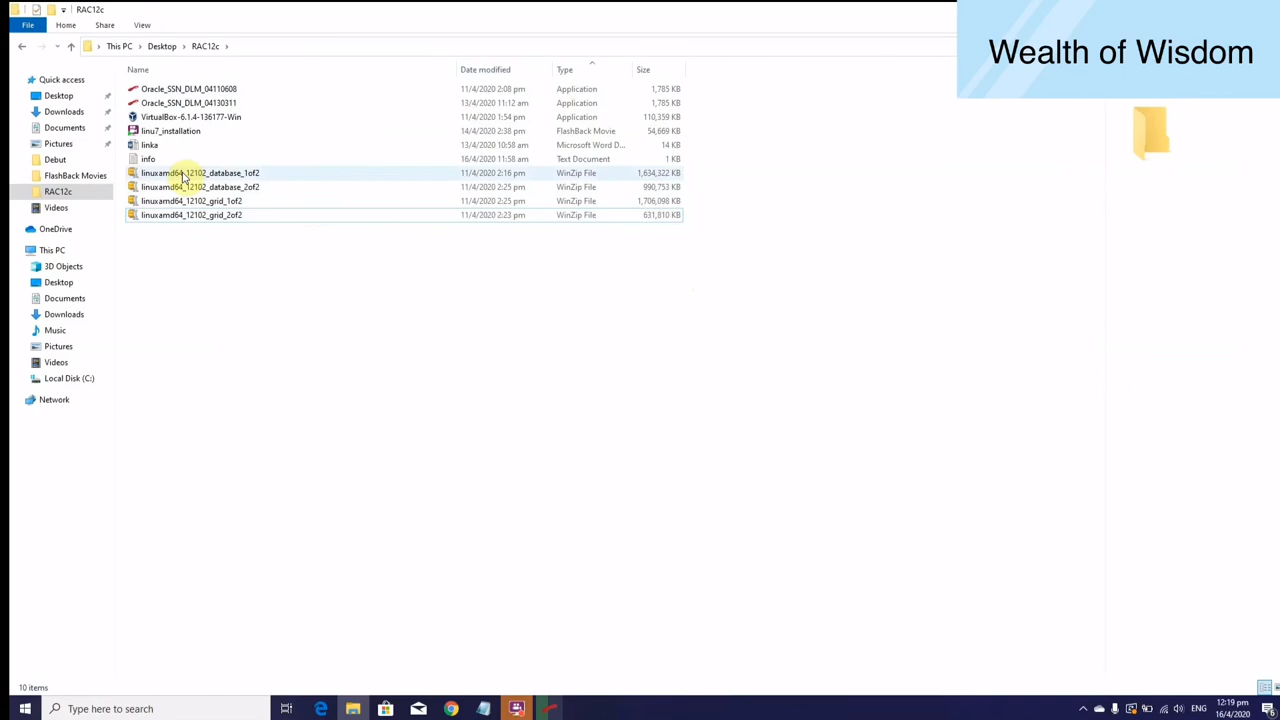 RAC12c
File Home Share View
This PC > Desktop > RAC12c >
Name Date modified Type Size
Quick access
Desktop
Downloads
Documents
Pictures
Debut
FlashBack Movies
RAC12c
Videos
OneDrive
This PC
3D Objects
Desktop
Documents
Downloads
Music
Pictures
Videos
Local Disk (C:)
Network
Oracle_SSN_DLM_04110608 11/4/2020 2:08 pm Application 1,785 KB
Oracle_SSN_DLM_04130311 13/4/2020 11:12 am Application 1,785 KB
VirtualBox-6.1.4-136177-Win 11/4/2020 1:54 pm Application 110,359 KB
linu7_installation 14/4/2020 2:38 pm FlashBack Movie 54,669 KB
linka 13/4/2020 10:58 am Microsoft Word D... 14 KB
info 16/4/2020 11:58 am Text Document 1 KB
linuxamd64_12102_database_1of2 11/4/2020 2:16 pm WinZip File 1,634,322 KB
linuxamd64_12102_database_2of2 11/4/2020 2:25 pm WinZip File 990,753 KB
linuxamd64_12102_grid_1of2 11/4/2020 2:25 pm WinZip File 1,706,098 KB
linuxamd64_12102_grid_2of2 11/4/2020 2:23 pm WinZip File 631,810 KB
Wealth of Wisdom
10 items
Type here to search
ENG
12:19 pm
16/4/2020